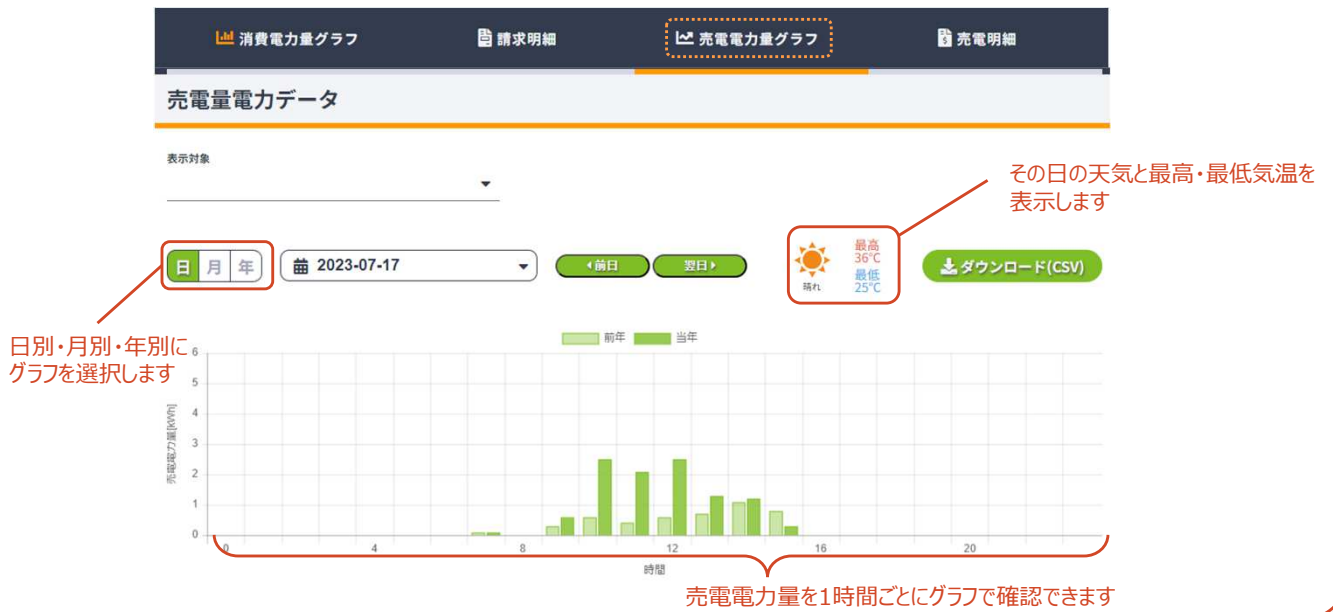 消費電力量グラフ
請求明細
売電電力量グラフ
売電明細
売電量電力データ
表示対象
その日の天気と最高・最低気温を
表示します
日 月 年
2023-07-17
前日
翌日
晴れ
最高
36℃
最低
25℃
ダウンロード(CSV)
日別・月別・年別に
グラフを選択します
前年 当年
売電電力量[kWh]
6
5
4
3
2
1
0
0 4 8 12 16 20
時間
売電電力量を1時間ごとにグラフで確認できます